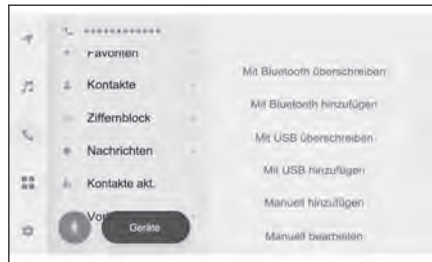 ************
Favoriten
Kontakte
Ziffernblock
Nachrichten
Kontakte akt.
Geräte
Mit Bluetooth überschreiben
Mit Bluetooth hinzufügen
Mit USB überschreiben
Mit USB hinzufügen
Manuell hinzufügen
Manuell bearbeiten